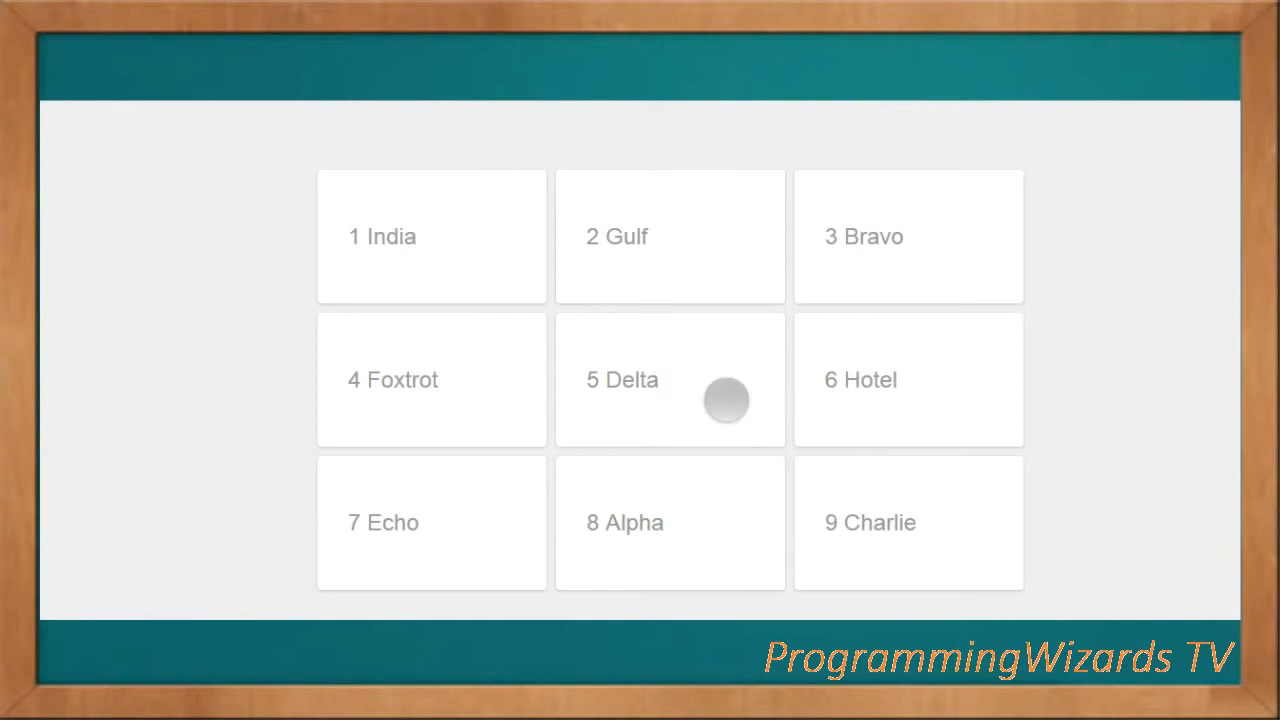 1 India
2 Gulf
3 Bravo
4 Foxtrot
5 Delta
6 Hotel
7 Echo
8 Alpha
9 Charlie
ProgrammingWizards TV